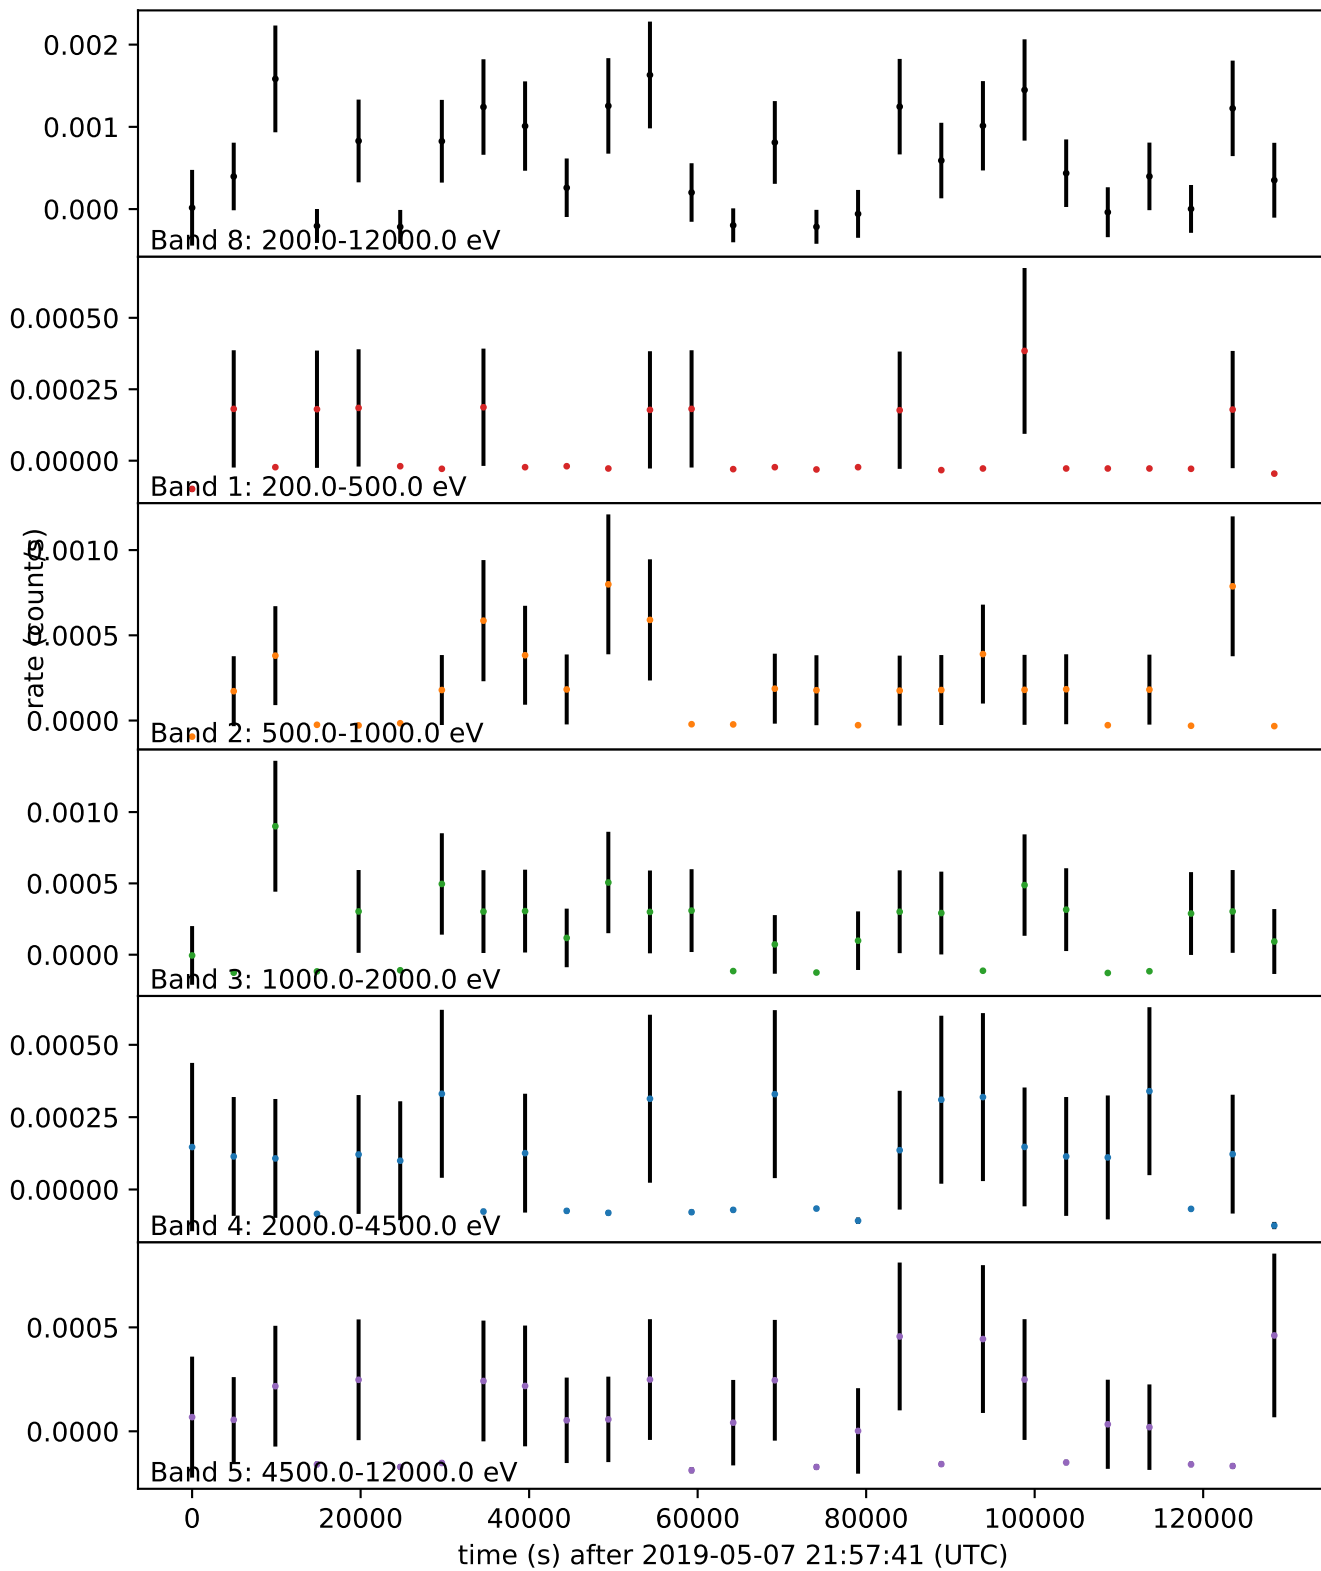 0.002
0.001
0.000
Band 8: 200.0-12000.0 eV
0.00050
0.00025
0.00000
Band 1: 200.0-500.0 eV
rate (count/s)
0.0010
0.0005
0.0000
Band 2: 500.0-1000.0 eV
0.0010
0.0005
0.0000
Band 3: 1000.0-2000.0 eV
0.00050
0.00025
0.00000
Band 4: 2000.0-4500.0 eV
0.0005
0.0000
Band 5: 4500.0-12000.0 eV
0 20000 40000 60000 80000 100000 120000
time (s) after 2019-05-07 21:57:41 (UTC)